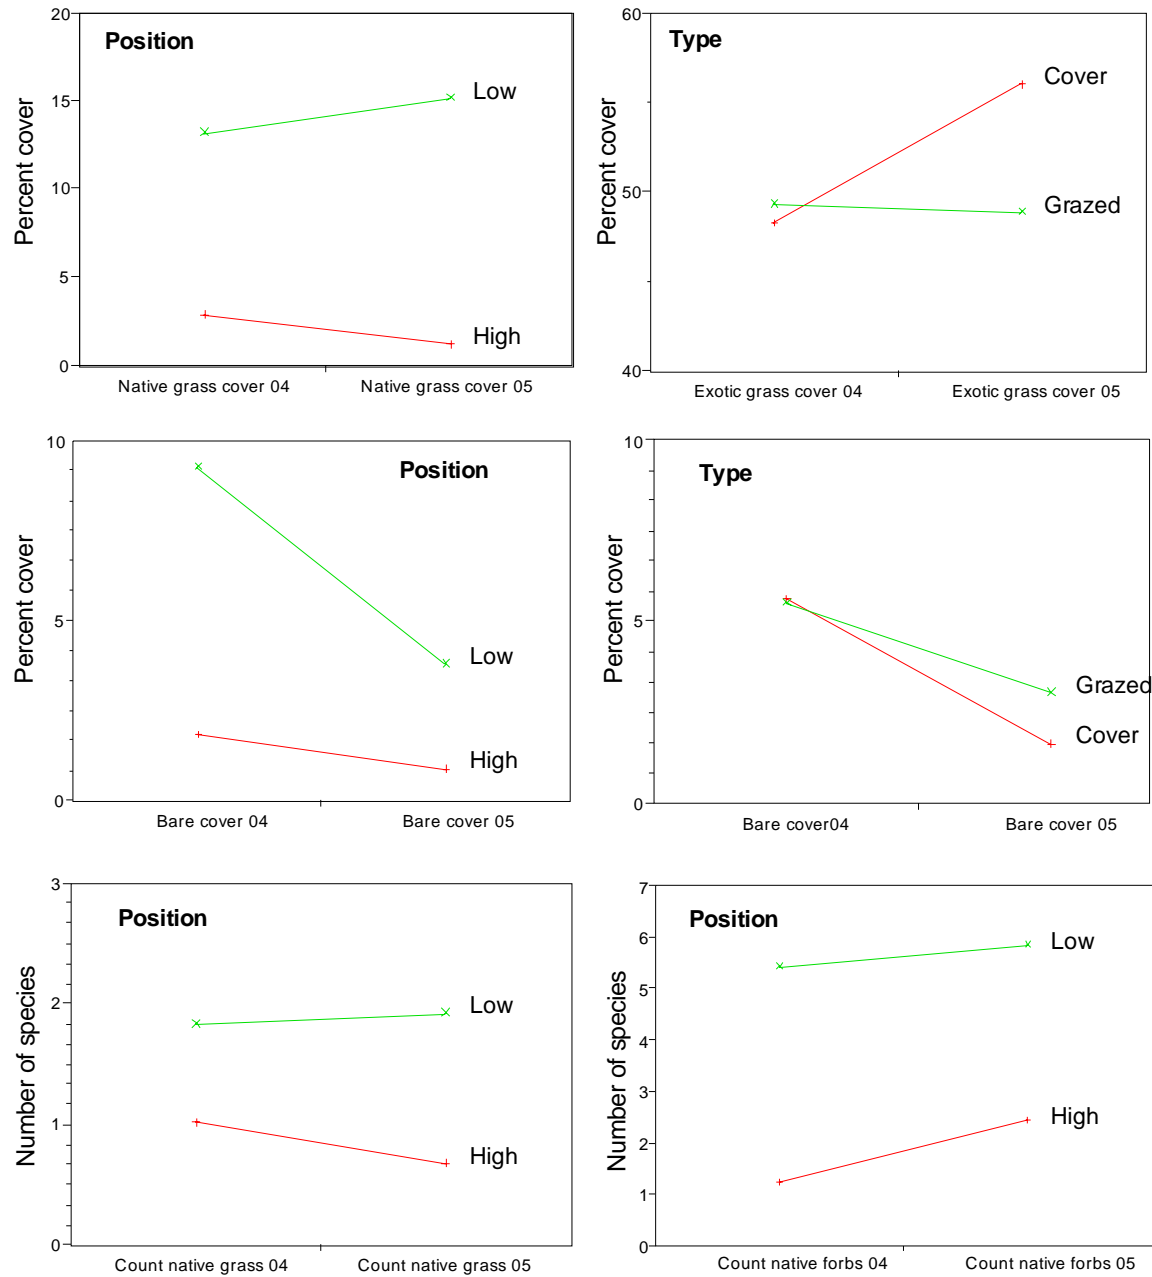 20
Position
Percent cover
15
Low
10
5
High
0
Native grass cover 04
Native grass cover 05
60
Type
Percent cover
Cover
50
Grazed
40
Exotic grass cover 04
Exotic grass cover 05
10
Position
Percent cover
5
Low
High
0
Bare cover 04
Bare cover 05
10
Type
Percent cover
5
Grazed
Cover
0
Bare cover04
Bare cover 05
3
Position
Number of species
2
Low
1
High
0
Count native grass 04
Count native grass 05
7
Position
Number of species
6
Low
5
4
3
High
2
1
0
Count native forbs 04
Count native forbs 05